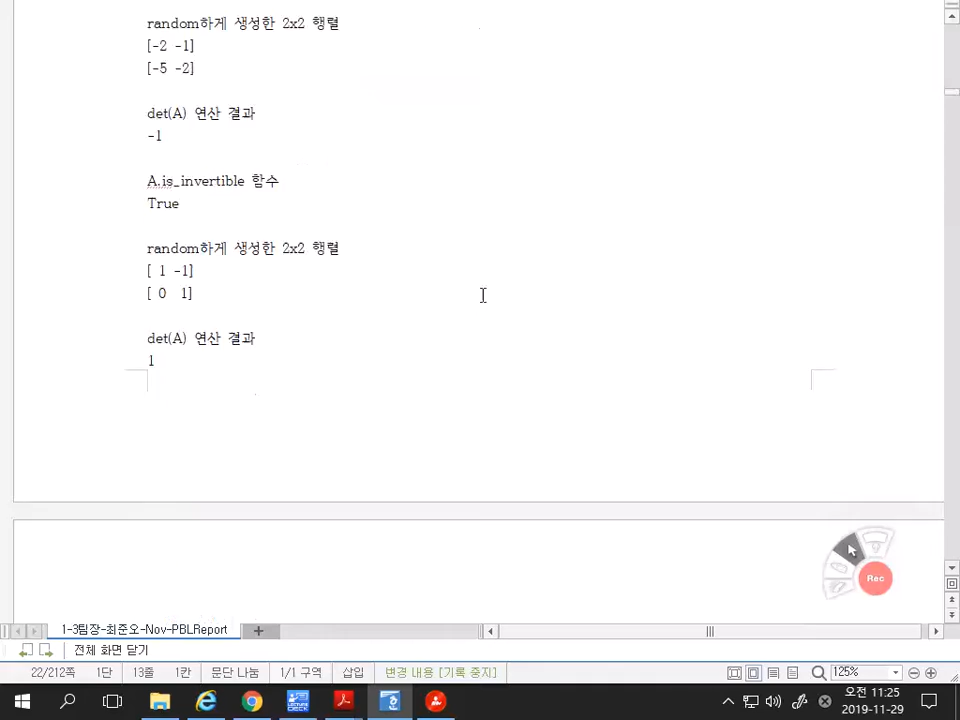 random하게 생성한 2x2 행렬
[-2 -1]
[-5 -2]
det(A) 연산 결과
-1
A.is_invertible 함수
True
random하게 생성한 2x2 행렬
[ 1 -1]
[ 0  1]
det(A) 연산 결과
1
Rec
1-3팀장-최준오-Nov-PBLReport
전체 화면 닫기
22/212쪽 1단 13줄 1칸 문단 나눔 1/1 구역 삽입 변경 내용 [기록 중지] 125%
오전 11:25
2019-11-29